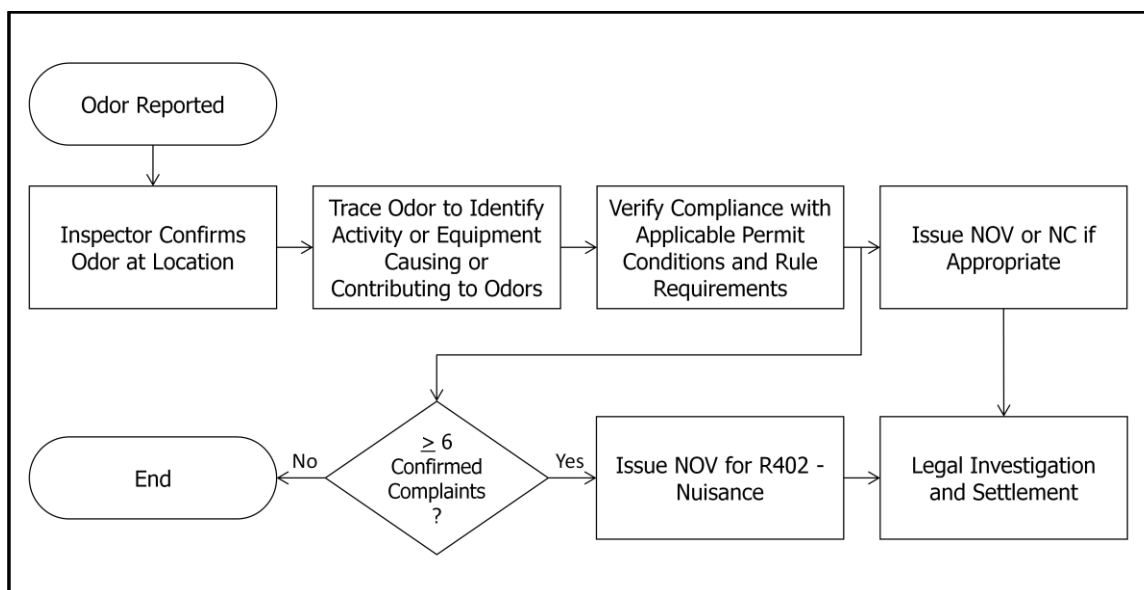 Odor Reported
Inspector Confirms
Odor at Location
Trace Odor to Identify
Activity or Equipment
Causing or
Contributing to Odors
Verify Compliance with
Applicable Permit
Conditions and Rule
Requirements
Issue NOV or NC if
Appropriate
≥ 6
Confirmed
Complaints
?
No
End
Yes
Issue NOV for R402 -
Nuisance
Legal Investigation
and Settlement